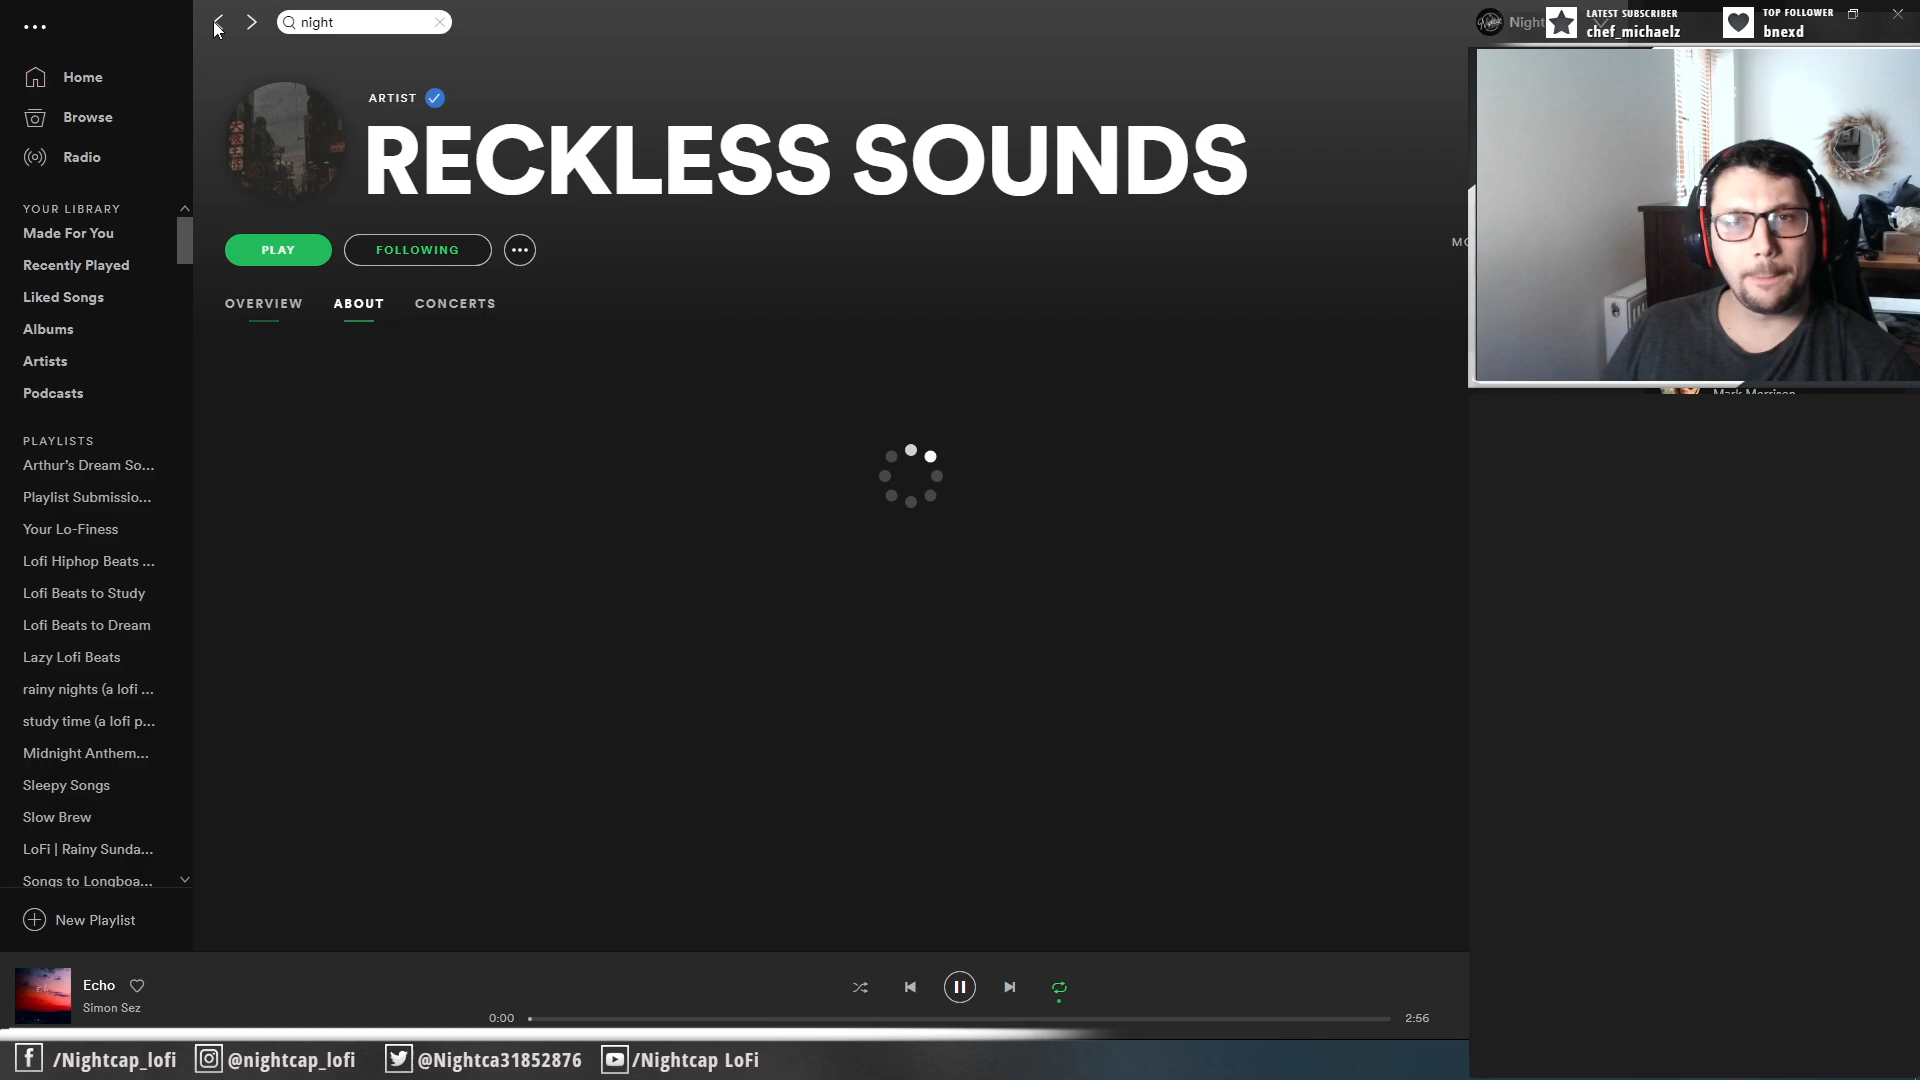 night
Night
LATEST SUBSCRIBER
chef_michaelz
TOP FOLLOWER
bnexd
Home
Browse
Radio
YOUR LIBRARY
Made For You
Recently Played
Liked Songs
Albums
Artists
Podcasts
PLAYLISTS
Arthur's Dream So...
Playlist Submissio...
Your Lo-Finess
Lofi Hiphop Beats ...
Lofi Beats to Study
Lofi Beats to Dream
Lazy Lofi Beats
rainy nights (a lofi ...
study time (a lofi p...
Midnight Anthem...
Sleepy Songs
Slow Brew
LoFi | Rainy Sunda...
Songs to Longboa...
New Playlist
ARTIST
RECKLESS SOUNDS
PLAY
FOLLOWING
OVERVIEW ABOUT CONCERTS
Mark Morrison
Echo
Simon Sez
0:00
2:56
/Nightcap_lofi
@nightcap_lofi
@Nightca31852876
/Nightcap LoFi